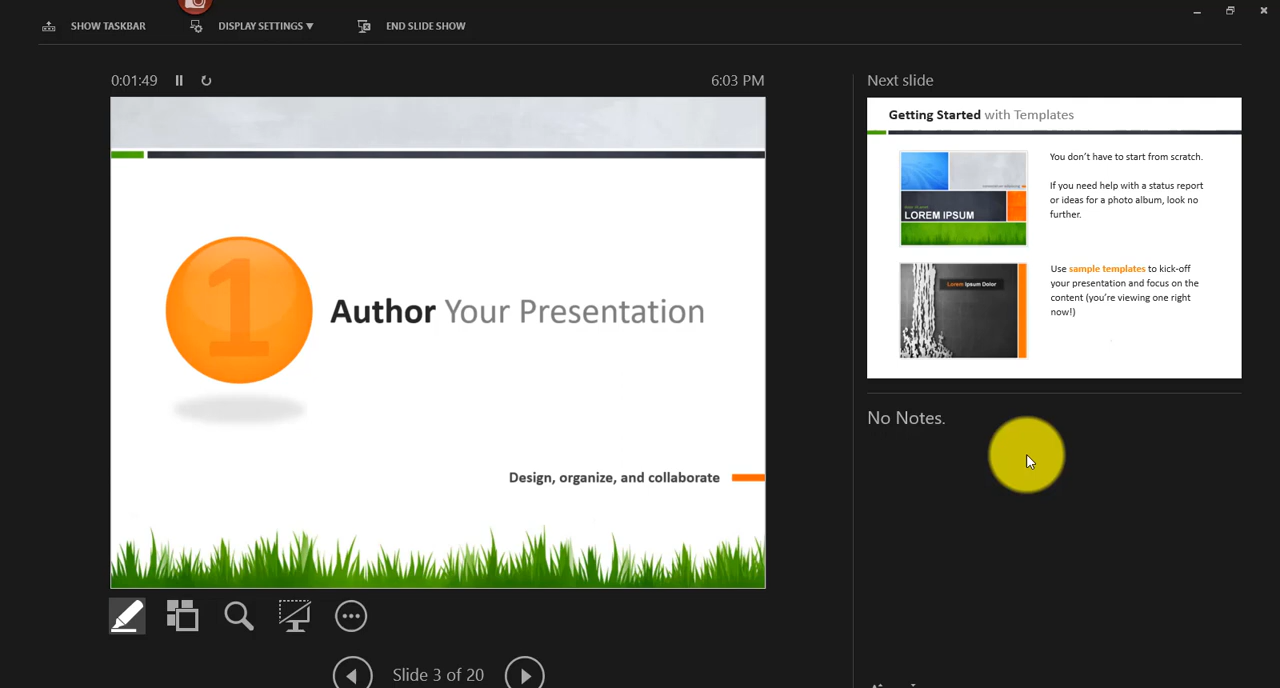 SHOW TASKBAR DISPLAY SETTINGS ▾ END SLIDE SHOW
0:01:49 6:03 PM
1
Author Your Presentation
Design, organize, and collaborate
Slide 3 of 20
Next slide
Getting Started with Templates
LOREM IPSUM
You don't have to start from scratch.
If you need help with a status report
or ideas for a photo album, look no
further.
Lorem Ipsum Dolor
Use sample templates to kick-off
your presentation and focus on the
content (you're viewing one right
now!)
No Notes.